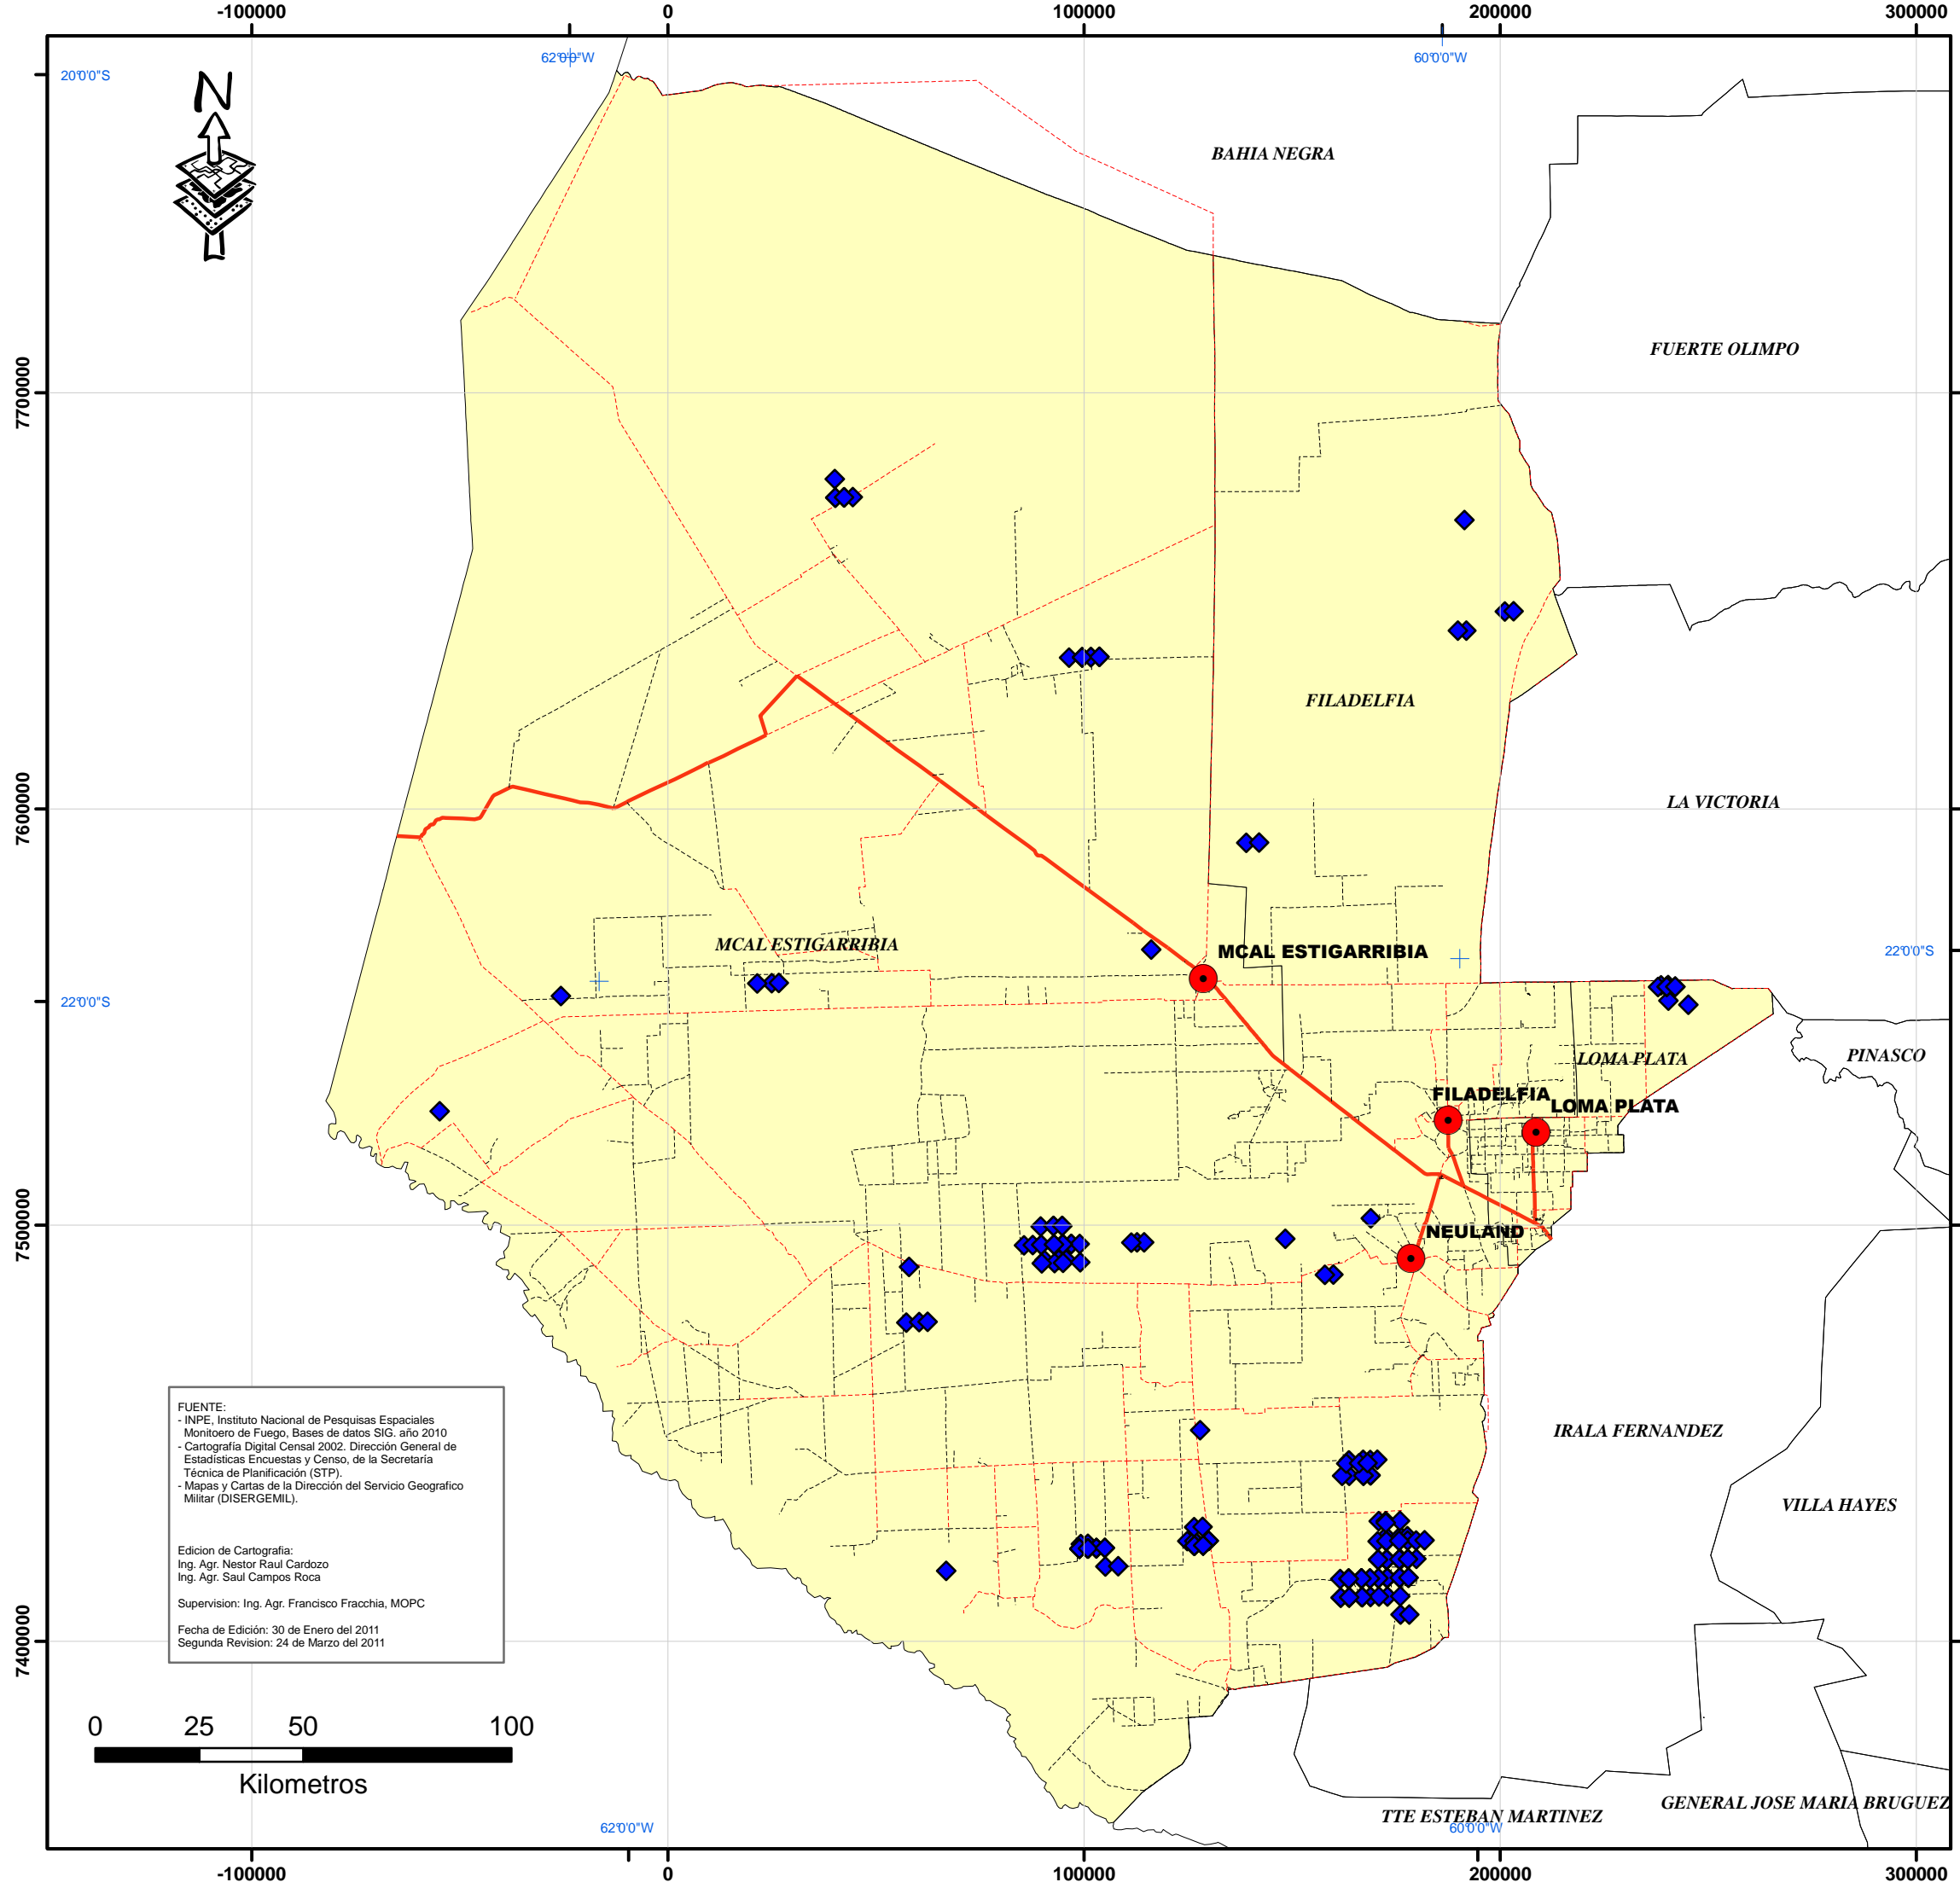 -100000 0 100000 200000 300000
62°0'0"W 60°0'0"W
20°0'0"S
N
BAHIA NEGRA
FUERTE OLIMPO
7700000
FILADELFIA
LA VICTORIA
7600000
MCAL ESTIGARRIBIA
MCAL ESTIGARRIBIA
22°0'0"S
22°0'0"S
LOMA PLATA
PINASCO
FILADELFIA
LOMA PLATA
7500000
NEULAND
IRALA FERNANDEZ
VILLA HAYES
7400000
FUENTE:
- INPE, Instituto Nacional de Pesquisas Espaciales
Monitoero de Fuego, Bases de datos SIG. año 2010
- Cartografía Digital Censal 2002. Dirección General de
Estadísticas Encuestas y Censo, de la Secretaría
Técnica de Planificación (STP).
- Mapas y Cartas de la Dirección del Servicio Geografico
Militar (DISERGEMIL).
Edicion de Cartografia:
Ing. Agr. Nestor Raul Cardozo
Ing. Agr. Saul Campos Roca
Supervision: Ing. Agr. Francisco Fracchia, MOPC
Fecha de Edición: 30 de Enero del 2011
Segunda Revision: 24 de Marzo del 2011
0 25 50 100
Kilometros
TTE ESTEBAN MARTINEZ
GENERAL JOSE MARIA BRUGUEZ
62°0'0"W 60°0'0"W
-100000 0 100000 200000 300000